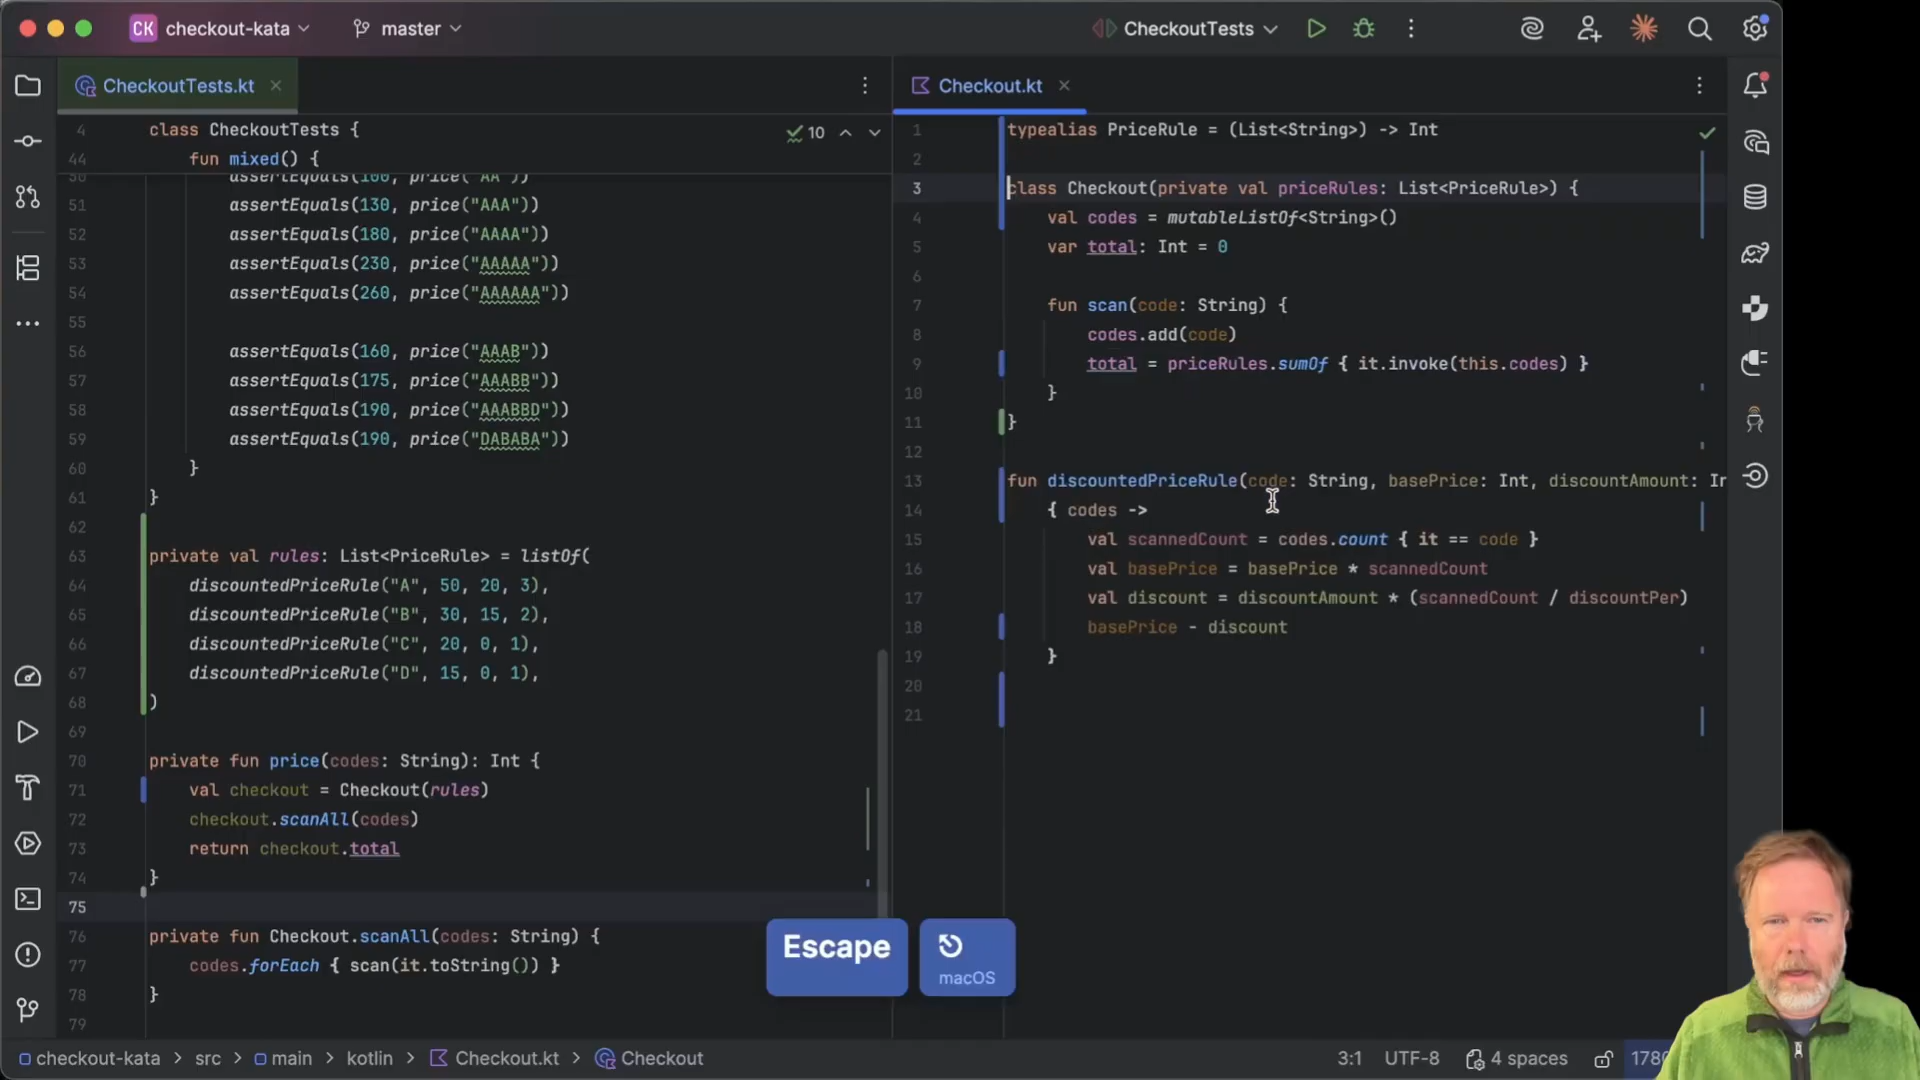 CK checkout-kata
master
CheckoutTests
CheckoutTests.kt
4 class CheckoutTests {
10
44 fun mixed() {
50 assertEquals(100, price("AA"))
51 assertEquals(130, price("AAA"))
52 assertEquals(180, price("AAAA"))
53 assertEquals(230, price("AAAAA"))
54 assertEquals(260, price("AAAAAA"))
55
56 assertEquals(160, price("AAAB"))
57 assertEquals(175, price("AAABB"))
58 assertEquals(190, price("AAABBD"))
59 assertEquals(190, price("DABABA"))
60 }
61 }
62
63 private val rules: List<PriceRule> = listOf(
64 discountedPriceRule("A", 50, 20, 3),
65 discountedPriceRule("B", 30, 15, 2),
66 discountedPriceRule("C", 20, 0, 1),
67 discountedPriceRule("D", 15, 0, 1),
68 )
69
70 private fun price(codes: String): Int {
71 val checkout = Checkout(rules)
72 checkout.scanAll(codes)
73 return checkout.total
74 }
75
76 private fun Checkout.scanAll(codes: String) {
77 codes.forEach { scan(it.toString()) }
78 }
79
Checkout.kt
1 typealias PriceRule = (List<String>) -> Int
2
3 class Checkout(private val priceRules: List<PriceRule>) {
4 val codes = mutableListOf<String>()
5 var total: Int = 0
6
7 fun scan(code: String) {
8 codes.add(code)
9 total = priceRules.sumOf { it.invoke(this.codes) }
10 }
11 }
12
13 fun discountedPriceRule(code: String, basePrice: Int, discountAmount: In
14 { codes ->
15 val scannedCount = codes.count { it == code }
16 val basePrice = basePrice * scannedCount
17 val discount = discountAmount * (scannedCount / discountPer)
18 basePrice - discount
19 }
20
21
Escape
macOS
checkout-kata > src > main > kotlin > Checkout.kt > Checkout
3:1 UTF-8 4 spaces